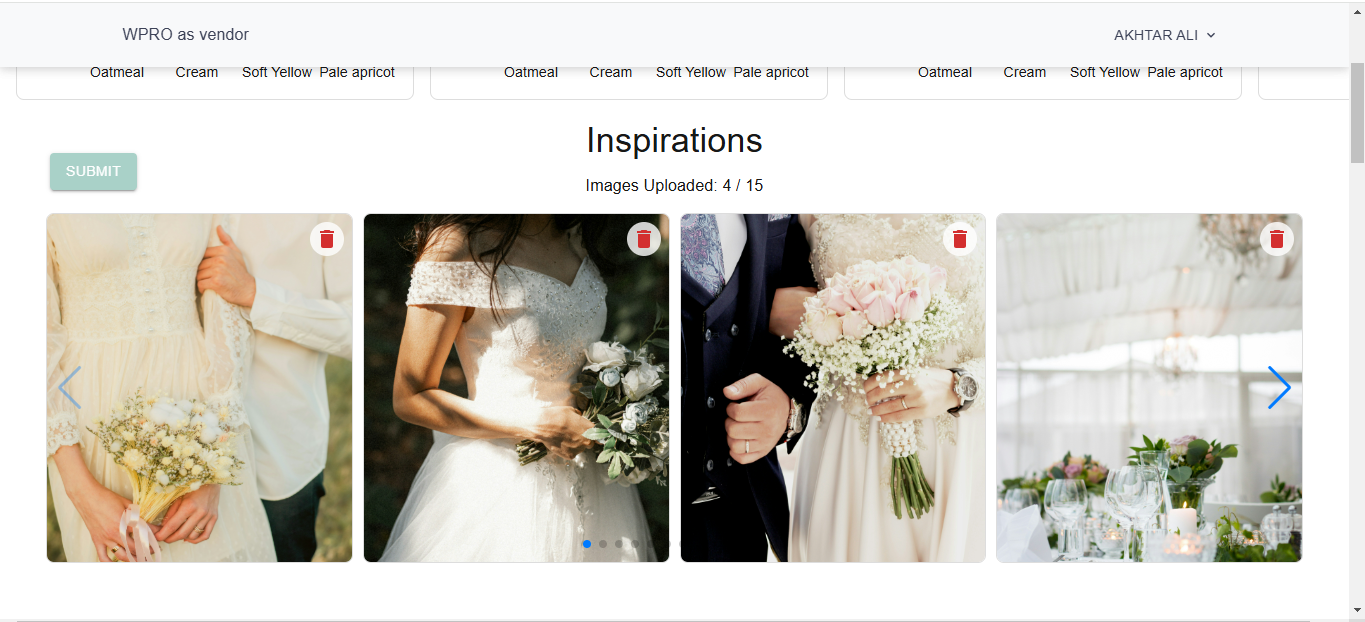 WPRO as vendor AKHTAR ALI
Oatmeal Cream Soft Yellow Pale apricot Oatmeal Cream Soft Yellow Pale apricot Oatmeal Cream Soft Yellow Pale apricot
Inspirations
SUBMIT
Images Uploaded: 4 / 15